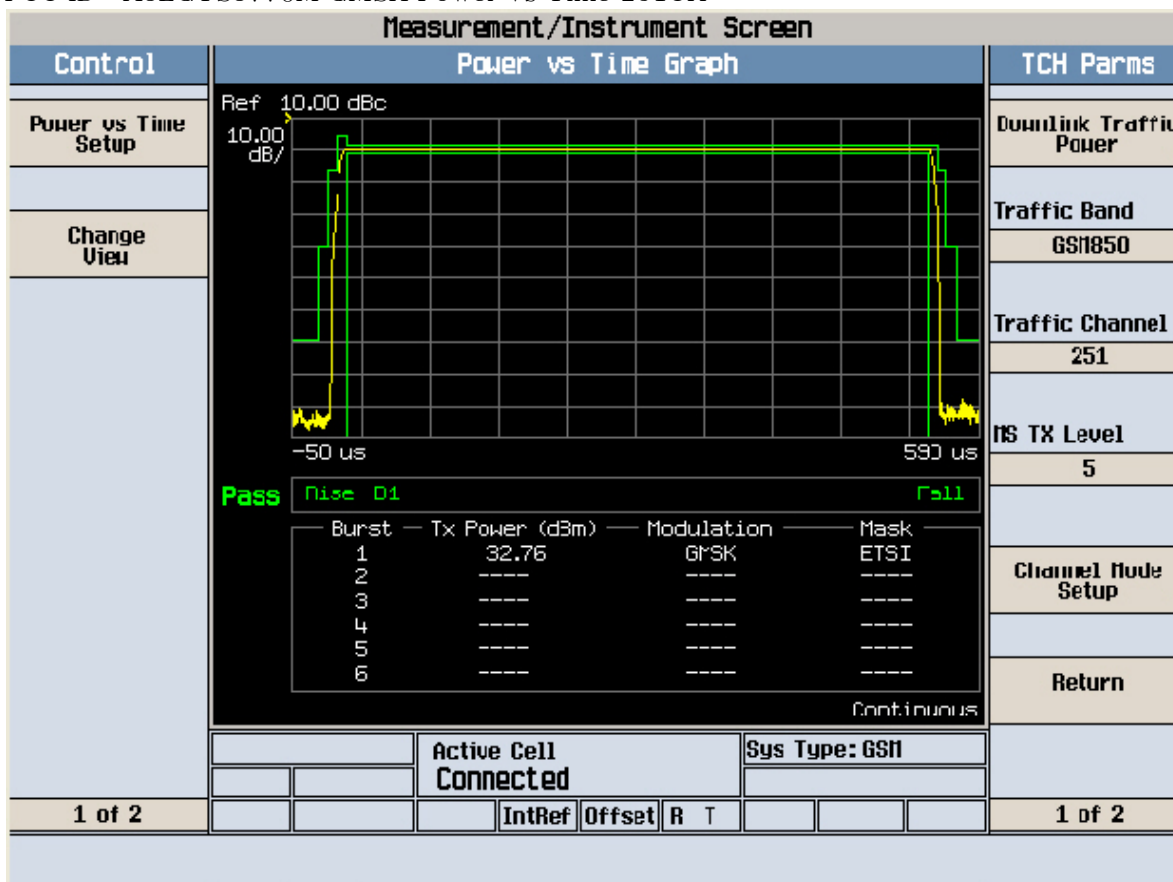 Measurement/Instrument Screen
Control
Power vs Time Graph
TCH Parms
Power vs Time
Setup
Change
View
1 of 2
Ref 10.00 dBc
10.00
dB/
-50 us
590 us
Pass
Rise D1
Fall
Burst
Tx Power (dBm)
Modulation
Mask
1 32.76 GMSK ETSI
2 ---- ---- ----
3 ---- ---- ----
4 ---- ---- ----
5 ---- ---- ----
6 ---- ---- ----
Continuous
Active Cell
Connected
Sys Type: GSM
IntRef
Offset
R T
Downlink Traffic
Power
Traffic Band
GSM850
Traffic Channel
251
MS TX Level
5
Channel Mode
Setup
Return
1 of 2